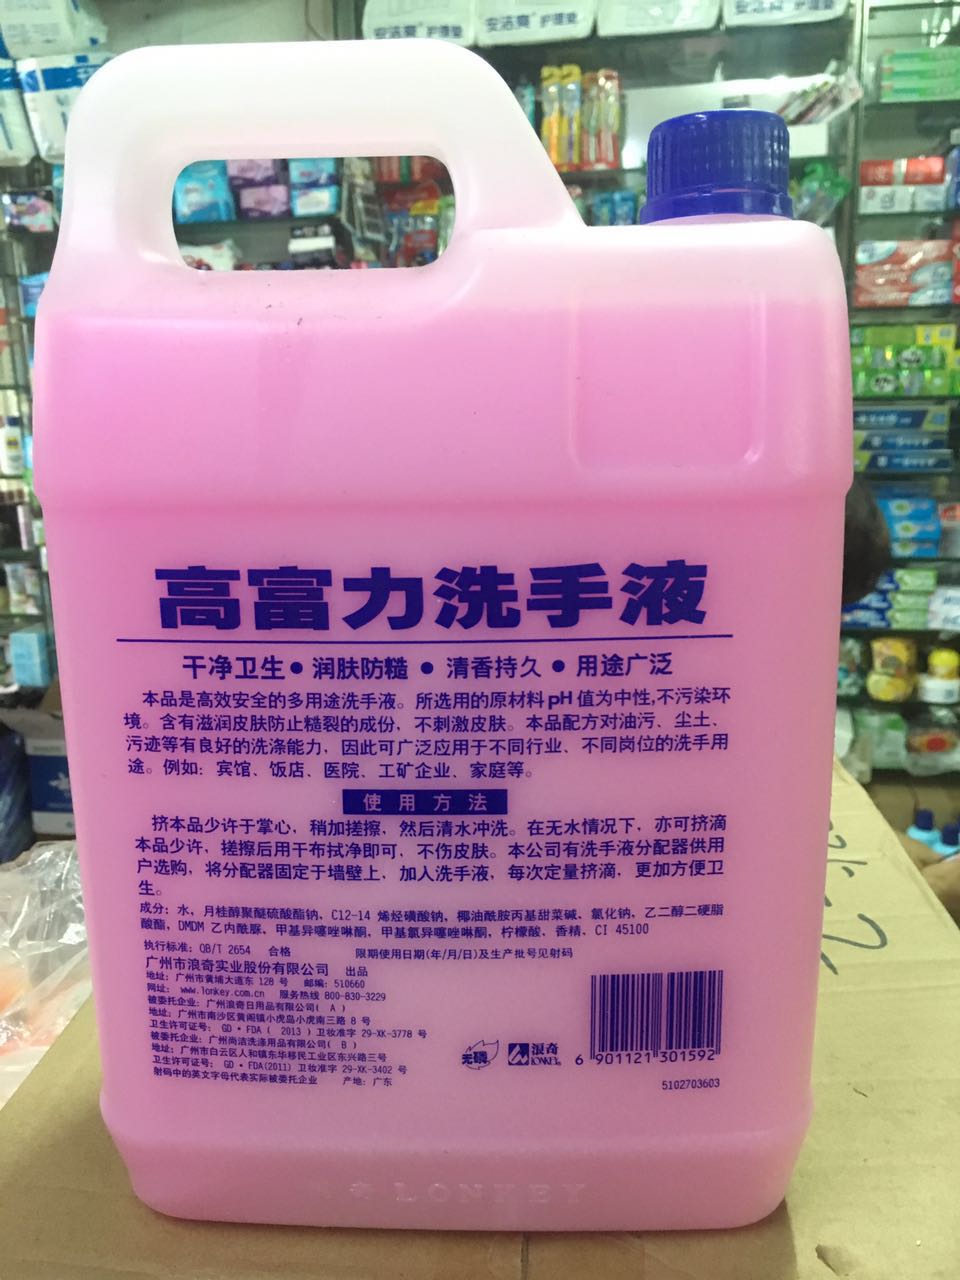 安洁爽 护理垫
安洁爽 护理垫
高富力洗手液
干净卫生●润肤防糙●清香持久●用途广泛
本品是高效安全的多用途洗手液。所选用的原材料pH值为中性,不污染环
境。含有滋润皮肤防止糙裂的成份，不刺激皮肤。本品配方对油污、尘土、
污迹等有良好的洗涤能力，因此可广泛应用于不同行业、不同岗位的洗手用
途。例如：宾馆、饭店、医院、工矿企业、家庭等。
使用方法
挤本品少许于掌心，稍加搓擦，然后清水冲洗。在无水情况下，亦可挤滴
本品少许，搓擦后用干布拭净即可，不伤皮肤。本公司有洗手液分配器供用
户选购，将分配器固定于墙壁上，加入洗手液，每次定量挤滴，更加方便卫
生。
成分：水，月桂醇聚醚硫酸酯钠，C12-14 烯烃磺酸钠，椰油酰胺丙基甜菜碱，氯化钠，乙二醇二硬脂
酸酯，DMDM 乙内酰脲，甲基异噻唑啉酮，甲基氯异噻唑啉酮，柠檬酸、香精，CI 45100
执行标准：QB/T 2654 合格 限期使用日期(年/月/日)及生产批号见射码
广州市浪奇实业股份有限公司 出品
地址：广州市黄埔大道东 128 号 邮编：510660
网址：www.lonkey.com.cn 服务热线 800-830-3229
被委托企业：广州浪奇日用品有限公司( A )
地址：广州市南沙区黄阁镇小虎岛小虎南三路 8 号
卫生许可证号：GD·FDA ( 2013 ) 卫妆准字 29-XK-3778 号
被委托企业：广州尚洁洗涤用品有限公司( B )
地址：广州市白云区人和镇东华移民工业区东兴路三号
卫生许可证号：GD·FDA(2011) 卫妆准字 29-XK-3402 号
射码中的英文字母代表实际被委托企业 产地：广东
无磷
浪奇
LONKEY
6 901121 301592
5102703603
LONKEY